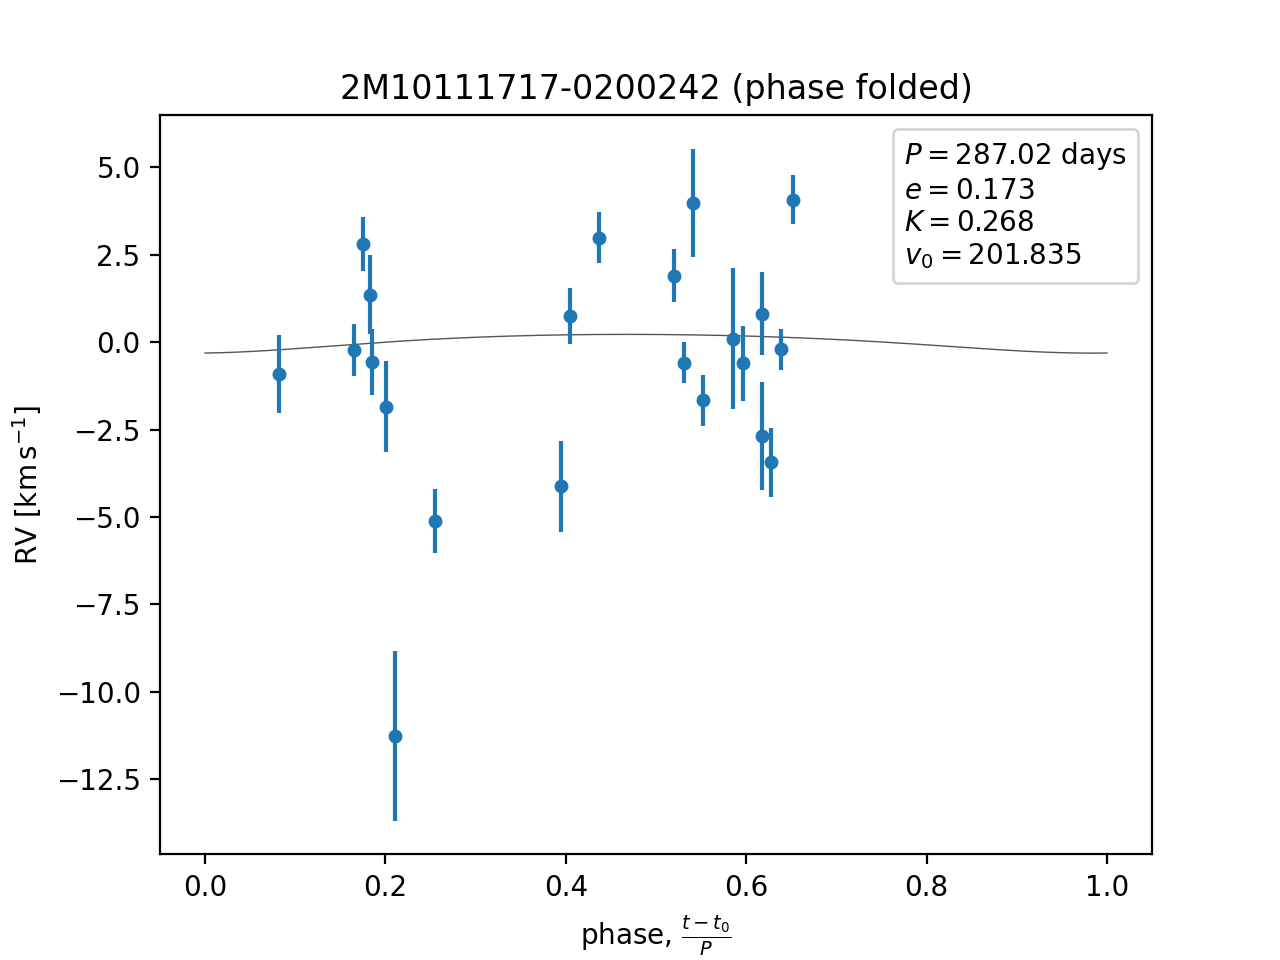 2M10111717-0200242 (phase folded)
P = 287.02 days
e = 0.173
K = 0.268
v₀ = 201.835
5.0
2.5
0.0
−2.5
−5.0
−7.5
−10.0
−12.5
RV [km s⁻¹]
0.0 0.2 0.4 0.6 0.8 1.0
phase, (t − t₀)/P